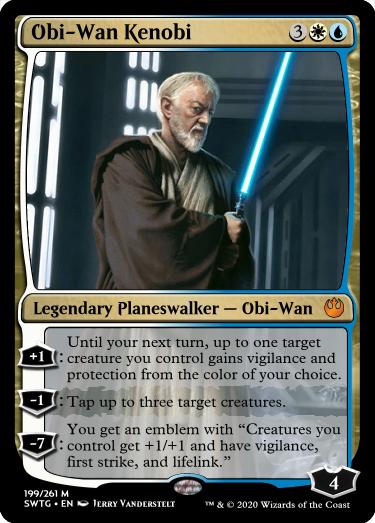 Obi-Wan Kenobi 3
Legendary Planeswalker — Obi-Wan
+1: Until your next turn, up to one target
creature you control gains vigilance and
protection from the color of your choice.
-1: Tap up to three target creatures.
-7: You get an emblem with “Creatures you
control get +1/+1 and have vigilance,
first strike, and lifelink.”
4
199/261 M
SWTG • EN Jerry Vanderstelt
™ & © 2020 Wizards of the Coast